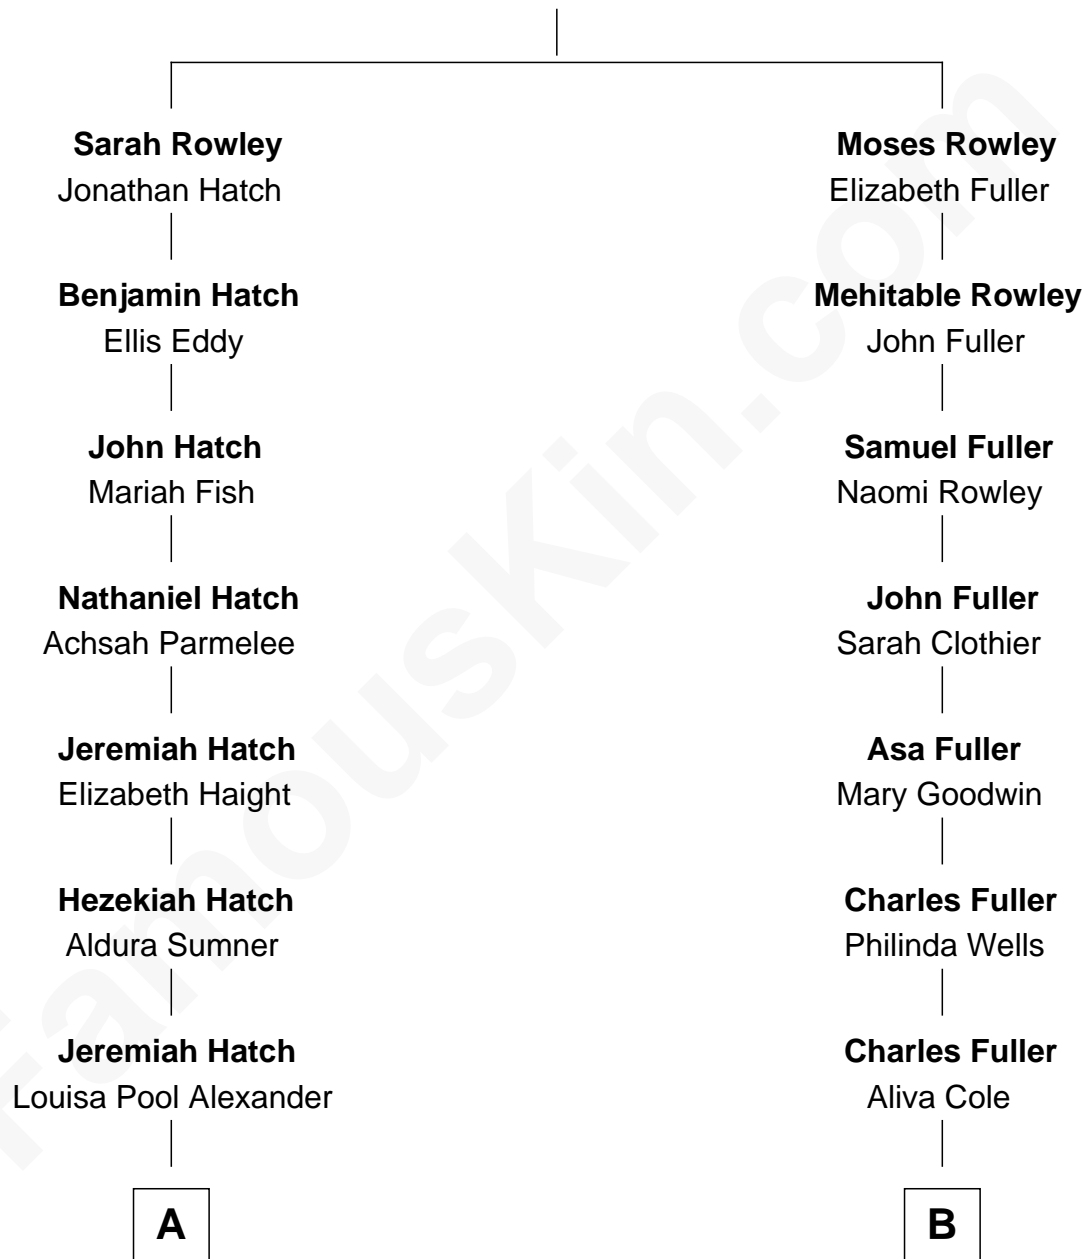 Sarah Rowley
Jonathan Hatch
Benjamin Hatch
Ellis Eddy
John Hatch
Mariah Fish
Nathaniel Hatch
Achsah Parmelee
Jeremiah Hatch
Elizabeth Haight
Hezekiah Hatch
Aldura Sumner
Jeremiah Hatch
Louisa Pool Alexander
A
Moses Rowley
Elizabeth Fuller
Mehitable Rowley
John Fuller
Samuel Fuller
Naomi Rowley
John Fuller
Sarah Clothier
Asa Fuller
Mary Goodwin
Charles Fuller
Philinda Wells
Charles Fuller
Aliva Cole
B
FamousKin.com